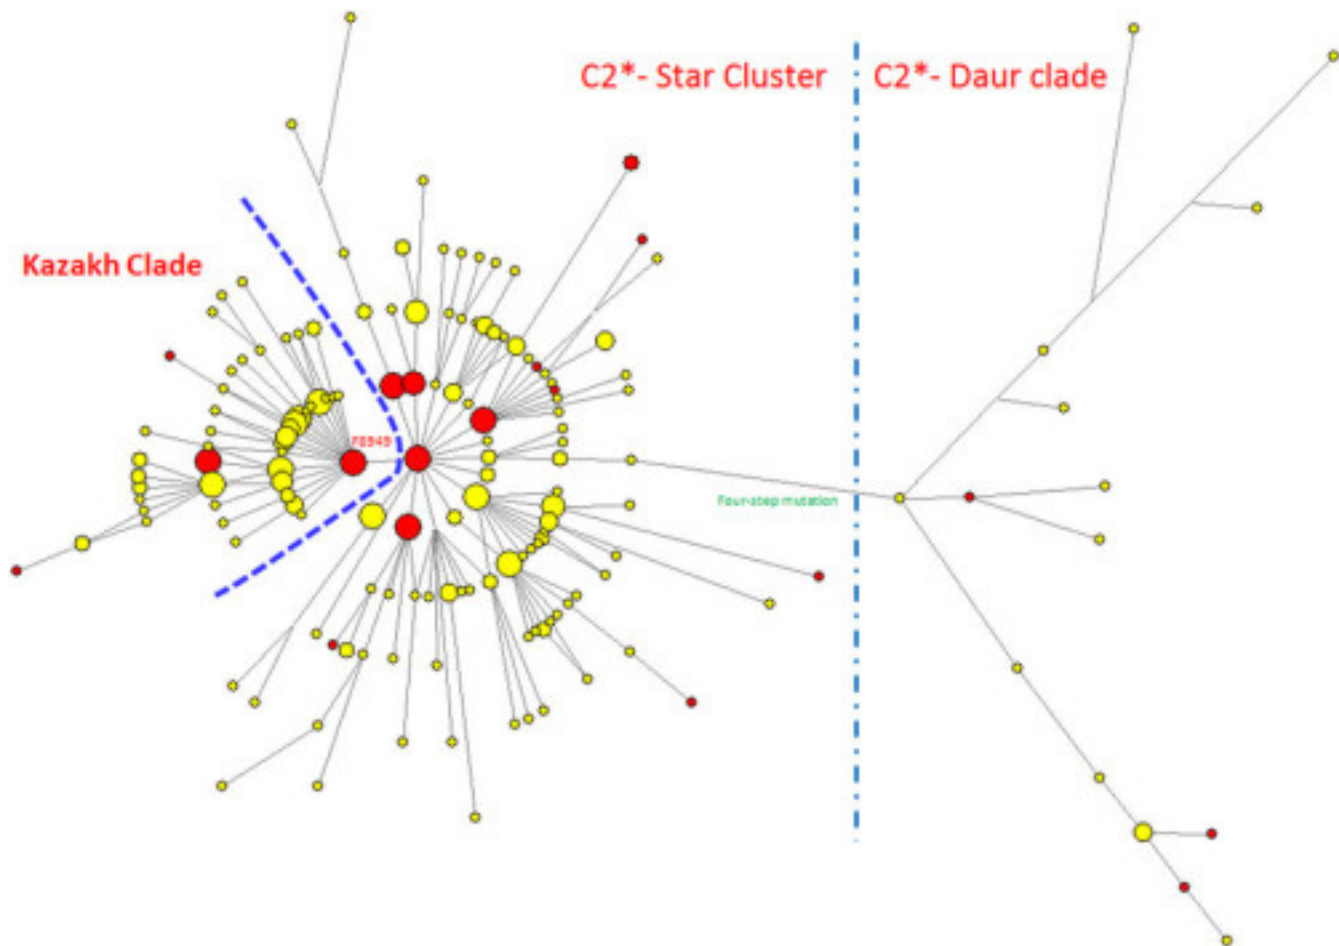 C2*- Star Cluster
C2*- Daur clade
Kazakh Clade
F8949
Four-step mutation